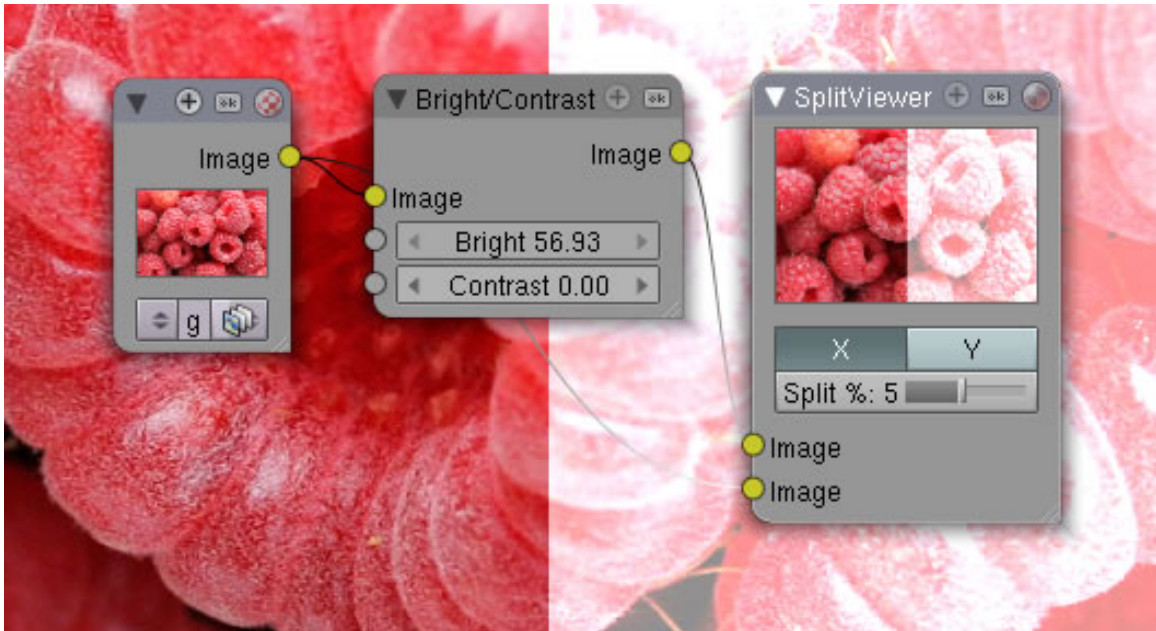 Image
g
Bright/Contrast
Image
Image
Bright 56.93
Contrast 0.00
SplitViewer
X
Y
Split %: 5
Image
Image